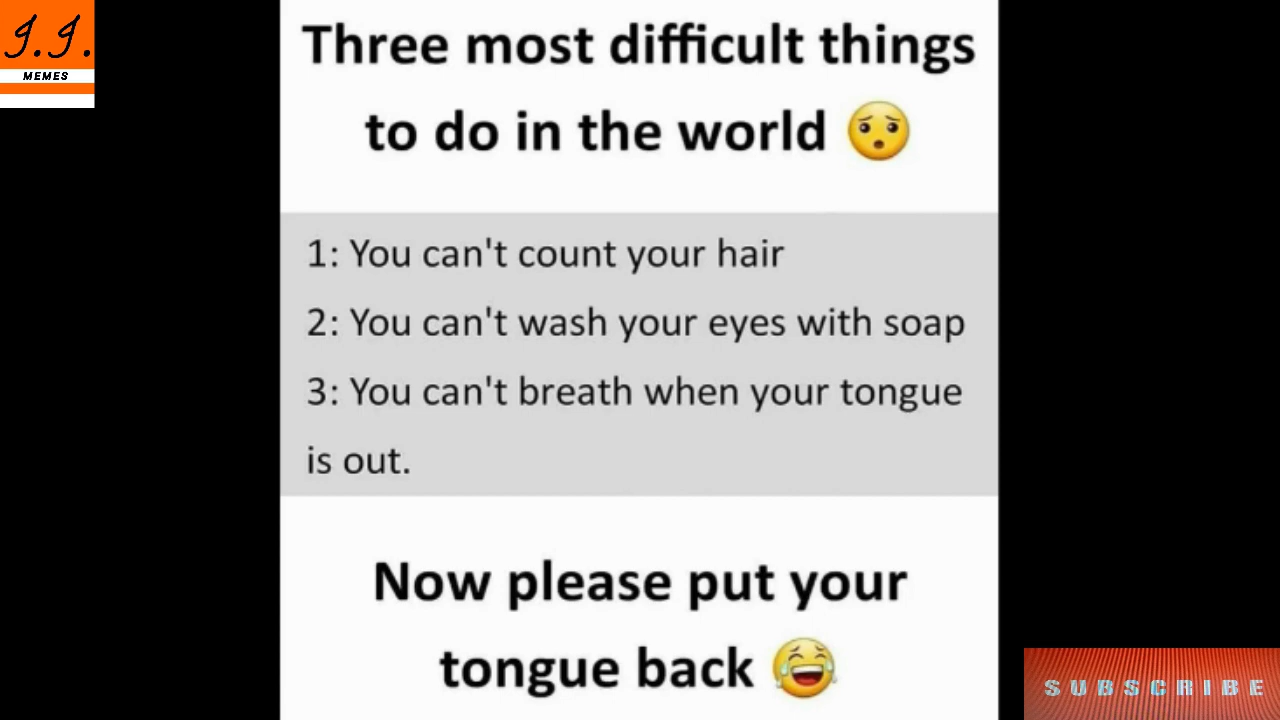 J.J.
MEMES
Three most difficult things
to do in the world 😯
1: You can't count your hair
2: You can't wash your eyes with soap
3: You can't breath when your tongue
is out.
Now please put your
tongue back 😂
SUBSCRIBE